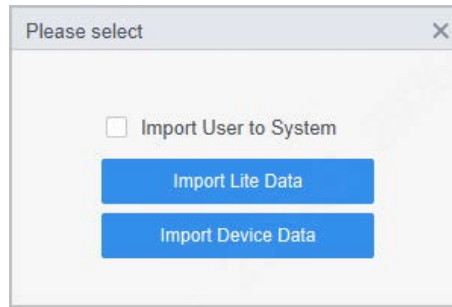 Please select
Import User to System
Import Lite Data
Import Device Data